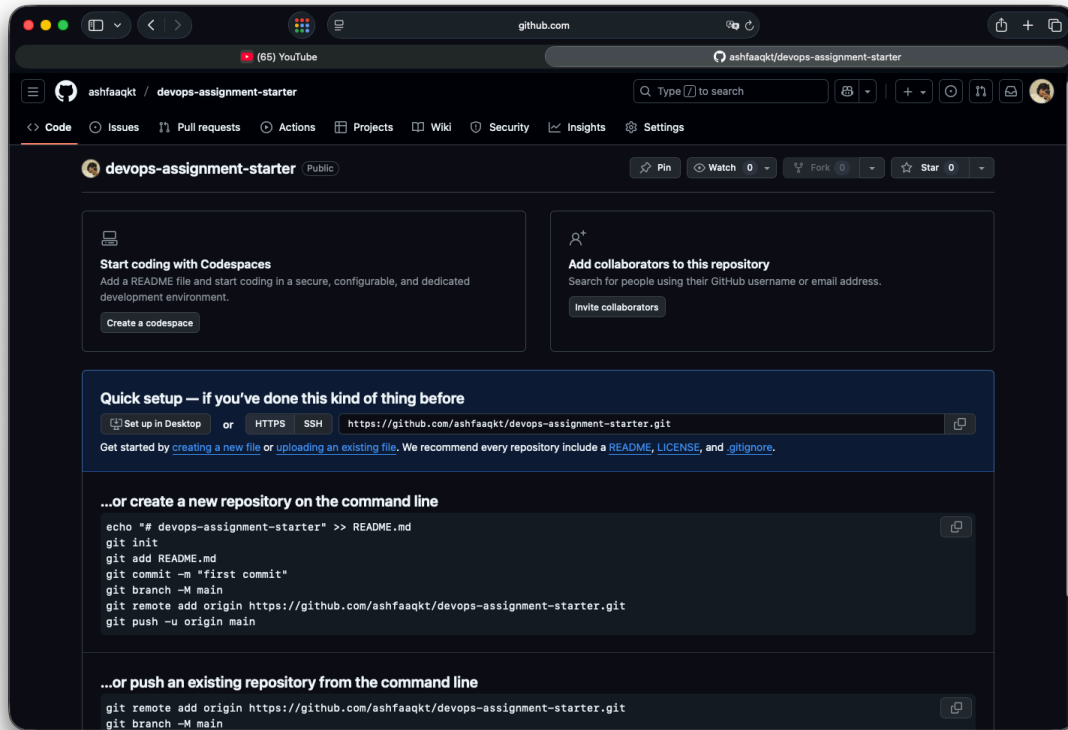 github.com
(65) YouTube
ashfaaqkt/devops-assignment-starter
ashfaaqkt / devops-assignment-starter
Type / to search
<> Code Issues Pull requests Actions Projects Wiki Security Insights Settings
devops-assignment-starter Public
Pin Watch 0 Fork 0 Star 0
Start coding with Codespaces
Add a README file and start coding in a secure, configurable, and dedicated
development environment.
Create a codespace
Add collaborators to this repository
Search for people using their GitHub username or email address.
Invite collaborators
Quick setup — if you've done this kind of thing before
Set up in Desktop or HTTPS SSH https://github.com/ashfaaqkt/devops-assignment-starter.git
Get started by creating a new file or uploading an existing file. We recommend every repository include a README, LICENSE, and .gitignore.
...or create a new repository on the command line
echo "# devops-assignment-starter" >> README.md
git init
git add README.md
git commit -m "first commit"
git branch -M main
git remote add origin https://github.com/ashfaaqkt/devops-assignment-starter.git
git push -u origin main
...or push an existing repository from the command line
git remote add origin https://github.com/ashfaaqkt/devops-assignment-starter.git
git branch -M main